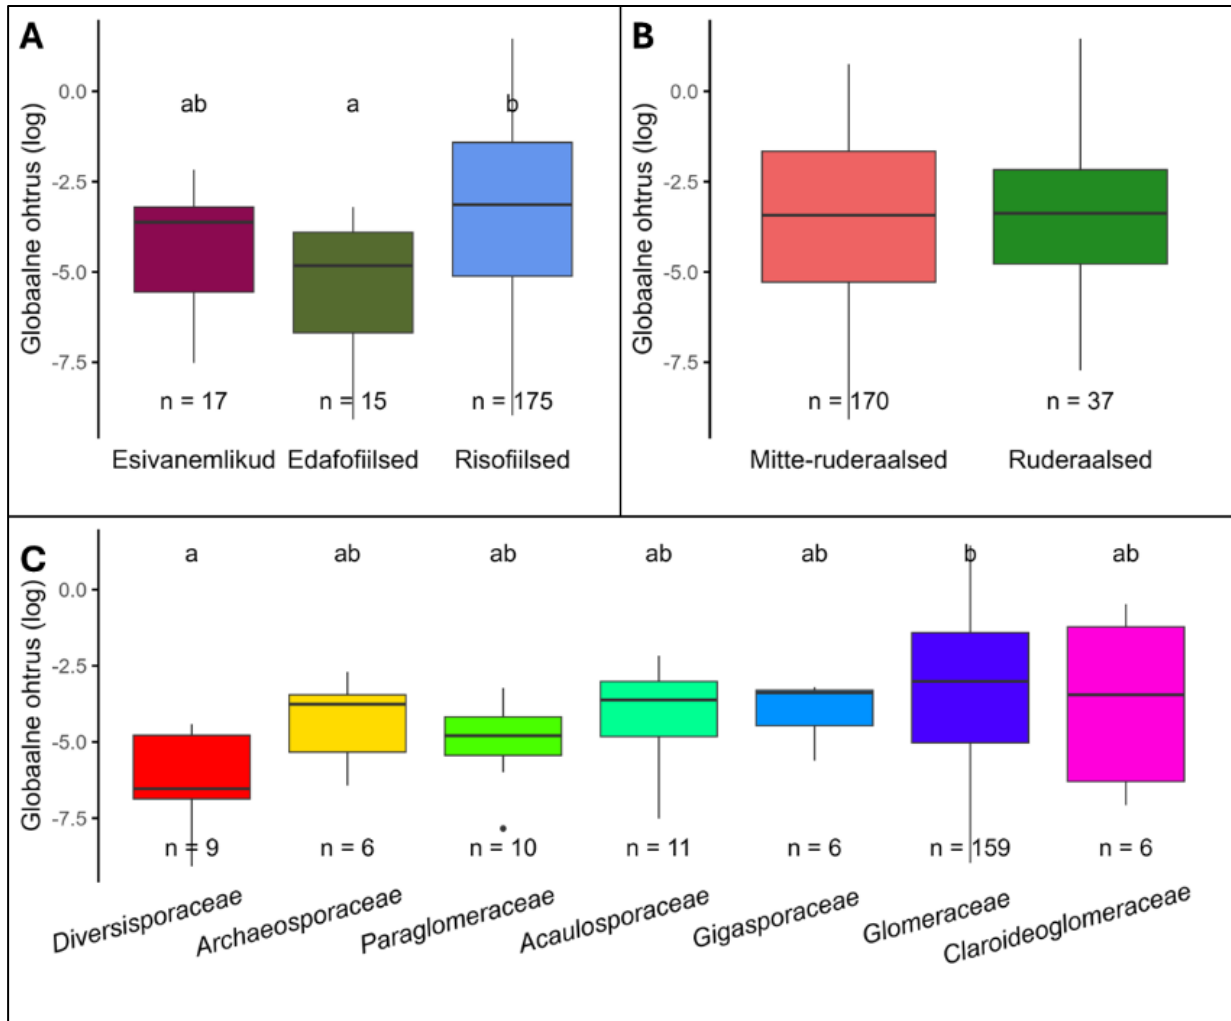 A
Globaalne ohtrus (log)
0.0
-2.5
-5.0
-7.5
ab
a
b
n = 17
n = 15
n = 175
Esivanemlikud
Edafofiilsed
Risofiilsed
B
Globaalne ohtrus (log)
0.0
-2.5
-5.0
-7.5
n = 170
n = 37
Mitte-ruderaalsed
Ruderaalsed
C
Globaalne ohtrus (log)
0.0
-2.5
-5.0
-7.5
a
ab
ab
ab
ab
b
ab
n = 9
n = 6
n = 10
n = 11
n = 6
n = 159
n = 6
Diversisporaceae
Archaeosporaceae
Paraglomeraceae
Acaulosporaceae
Gigasporaceae
Glomeraceae
Claroideoglomeraceae